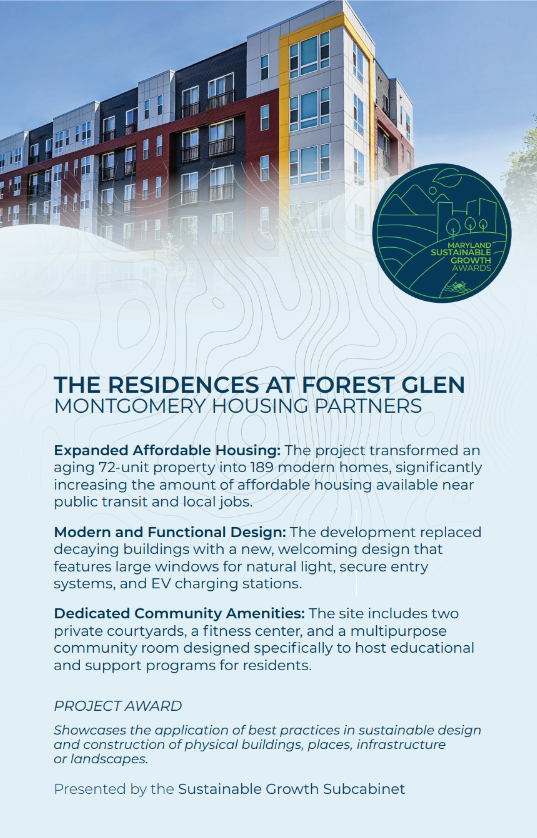 MARYLAND
SUSTAINABLE
GROWTH
AWARDS
THE RESIDENCES AT FOREST GLEN
MONTGOMERY HOUSING PARTNERS
Expanded Affordable Housing: The project transformed an
aging 72-unit property into 189 modern homes, significantly
increasing the amount of affordable housing available near
public transit and local jobs.
Modern and Functional Design: The development replaced
decaying buildings with a new, welcoming design that
features large windows for natural light, secure entry
systems, and EV charging stations.
Dedicated Community Amenities: The site includes two
private courtyards, a fitness center, and a multipurpose
community room designed specifically to host educational
and support programs for residents.
PROJECT AWARD
Showcases the application of best practices in sustainable design
and construction of physical buildings, places, infrastructure
or landscapes.
Presented by the Sustainable Growth Subcabinet